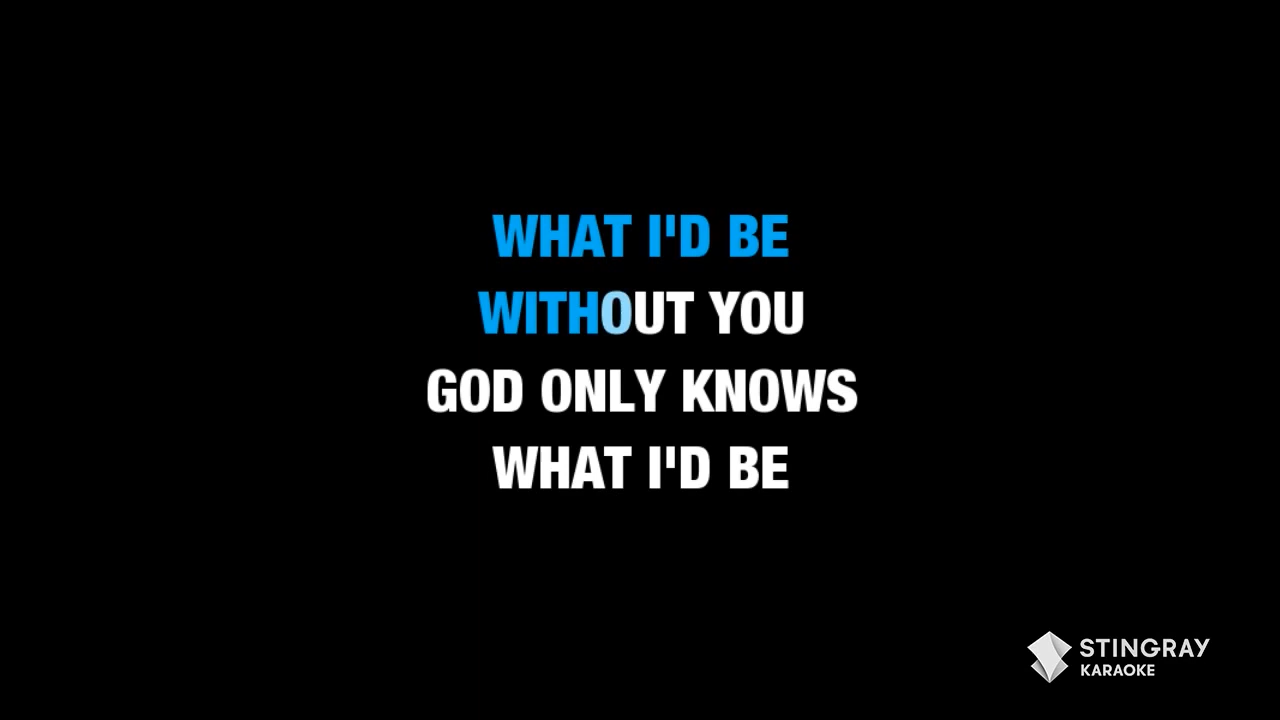 WHAT I'D BE
WITHOUT YOU
GOD ONLY KNOWS
WHAT I'D BE
STINGRAY
KARAOKE